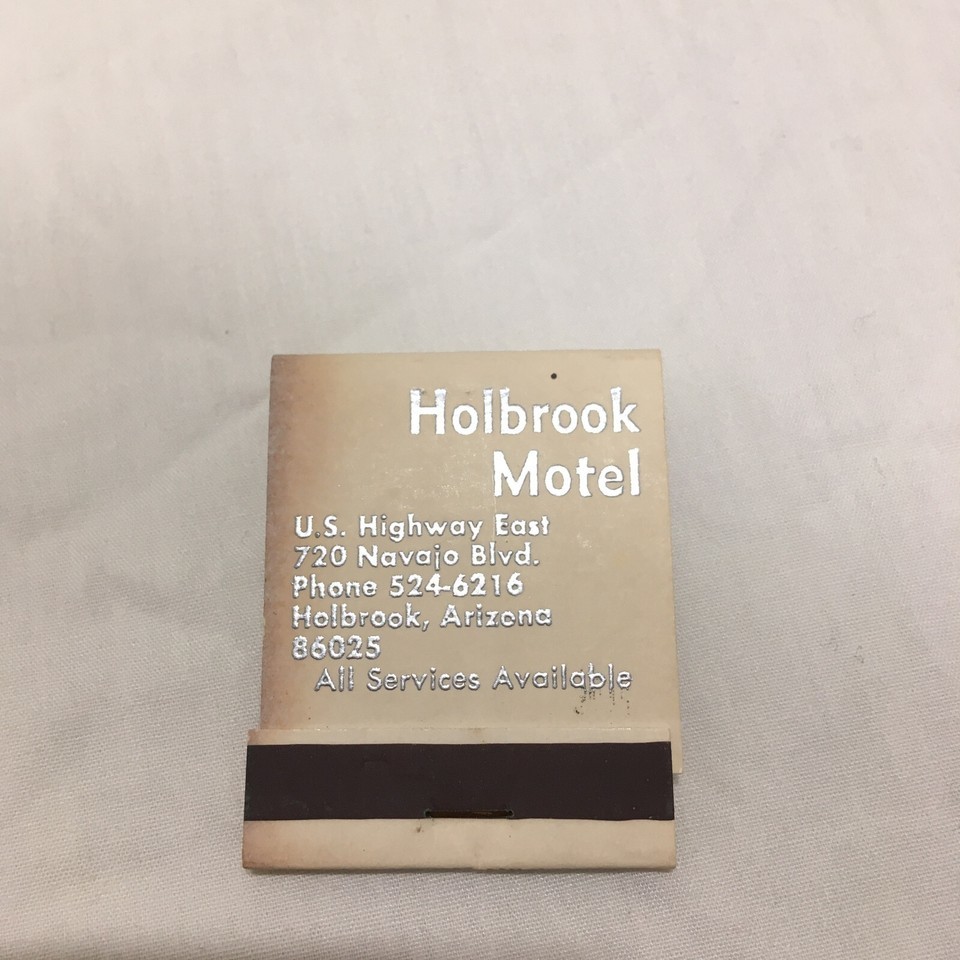 Holbrook
Motel
U.S. Highway East
720 Navajo Blvd.
Phone 524-6216
Holbrook, Arizona
86025
All Services Available